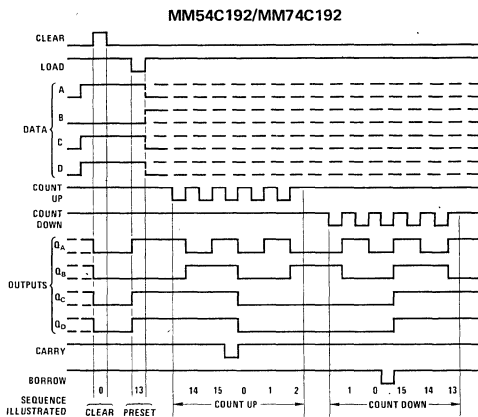 MM54C192/MM74C192
CLEAR
LOAD
A
B
DATA
C
D
COUNT
UP
COUNT
DOWN
QA
QB
OUTPUTS
QC
QD
CARRY
BORROW
0 13 14 15 0 1 2 1 0 15 14 13
SEQUENCE
ILLUSTRATED
CLEAR PRESET COUNT UP COUNT DOWN